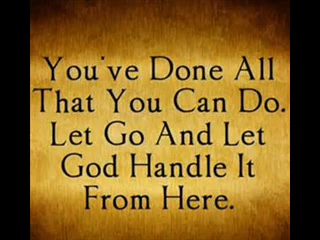 You've Done All
That You Can Do.
Let Go And Let
God Handle It
From Here.